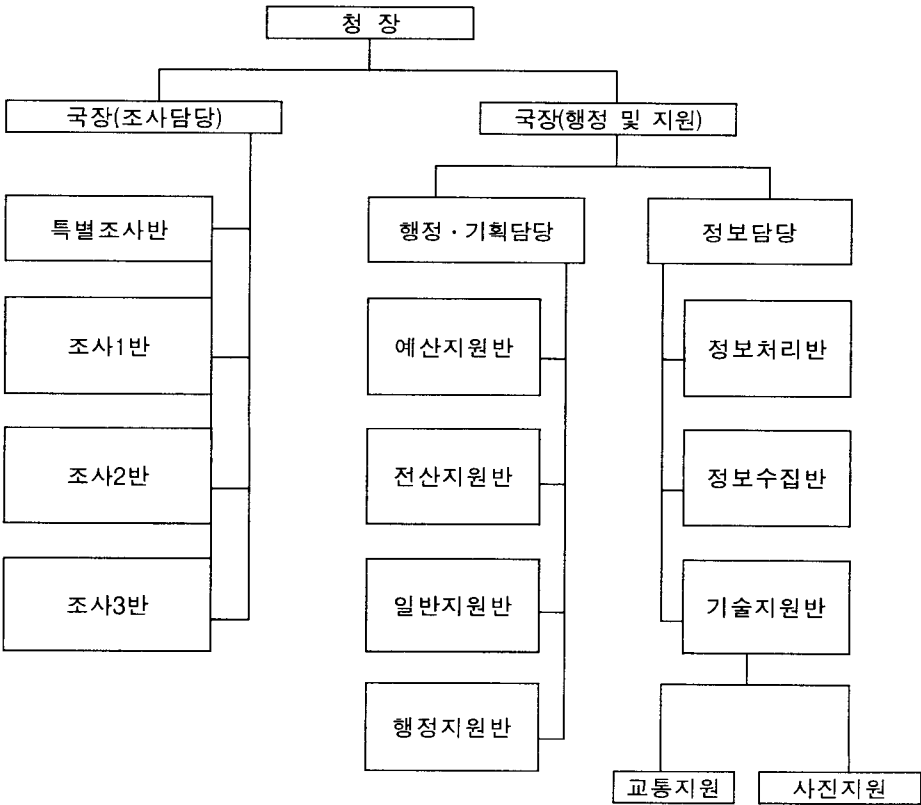 청 장
국장(조사담당)
국장(행정 및 지원)
특별조사반
행정·기획담당
정보담당
조사1반
예산지원반
정보처리반
조사2반
전산지원반
정보수집반
조사3반
일반지원반
기술지원반
행정지원반
교통지원
사진지원